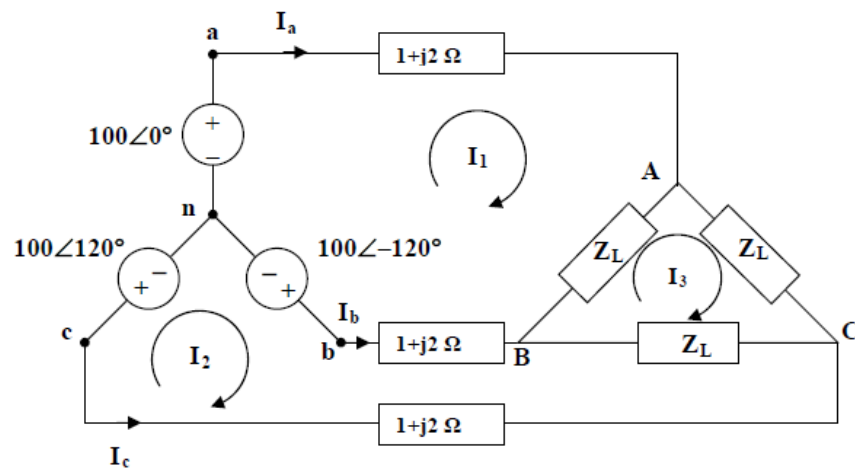 a
Iₐ
1+j2 Ω
+
100∠0°
−
I₁
A
n
100∠120°
−
−
100∠−120°
Z_L
Z_L
+
+
I₃
c
I_b
C
I₂
b
1+j2 Ω
B
Z_L
1+j2 Ω
I_c